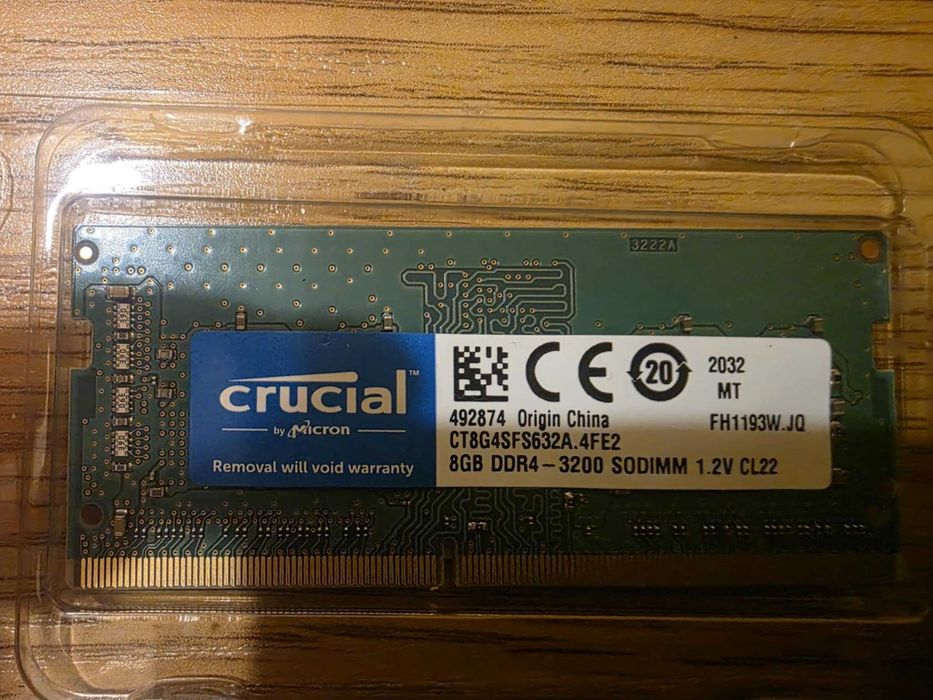 3222A
crucial™
by Micron
Removal will void warranty
CE 20 2032
MT
492874 Origin China FH1193W.JQ
CT8G4SFS632A.4FE2
8GB DDR4-3200 SODIMM 1.2V CL22